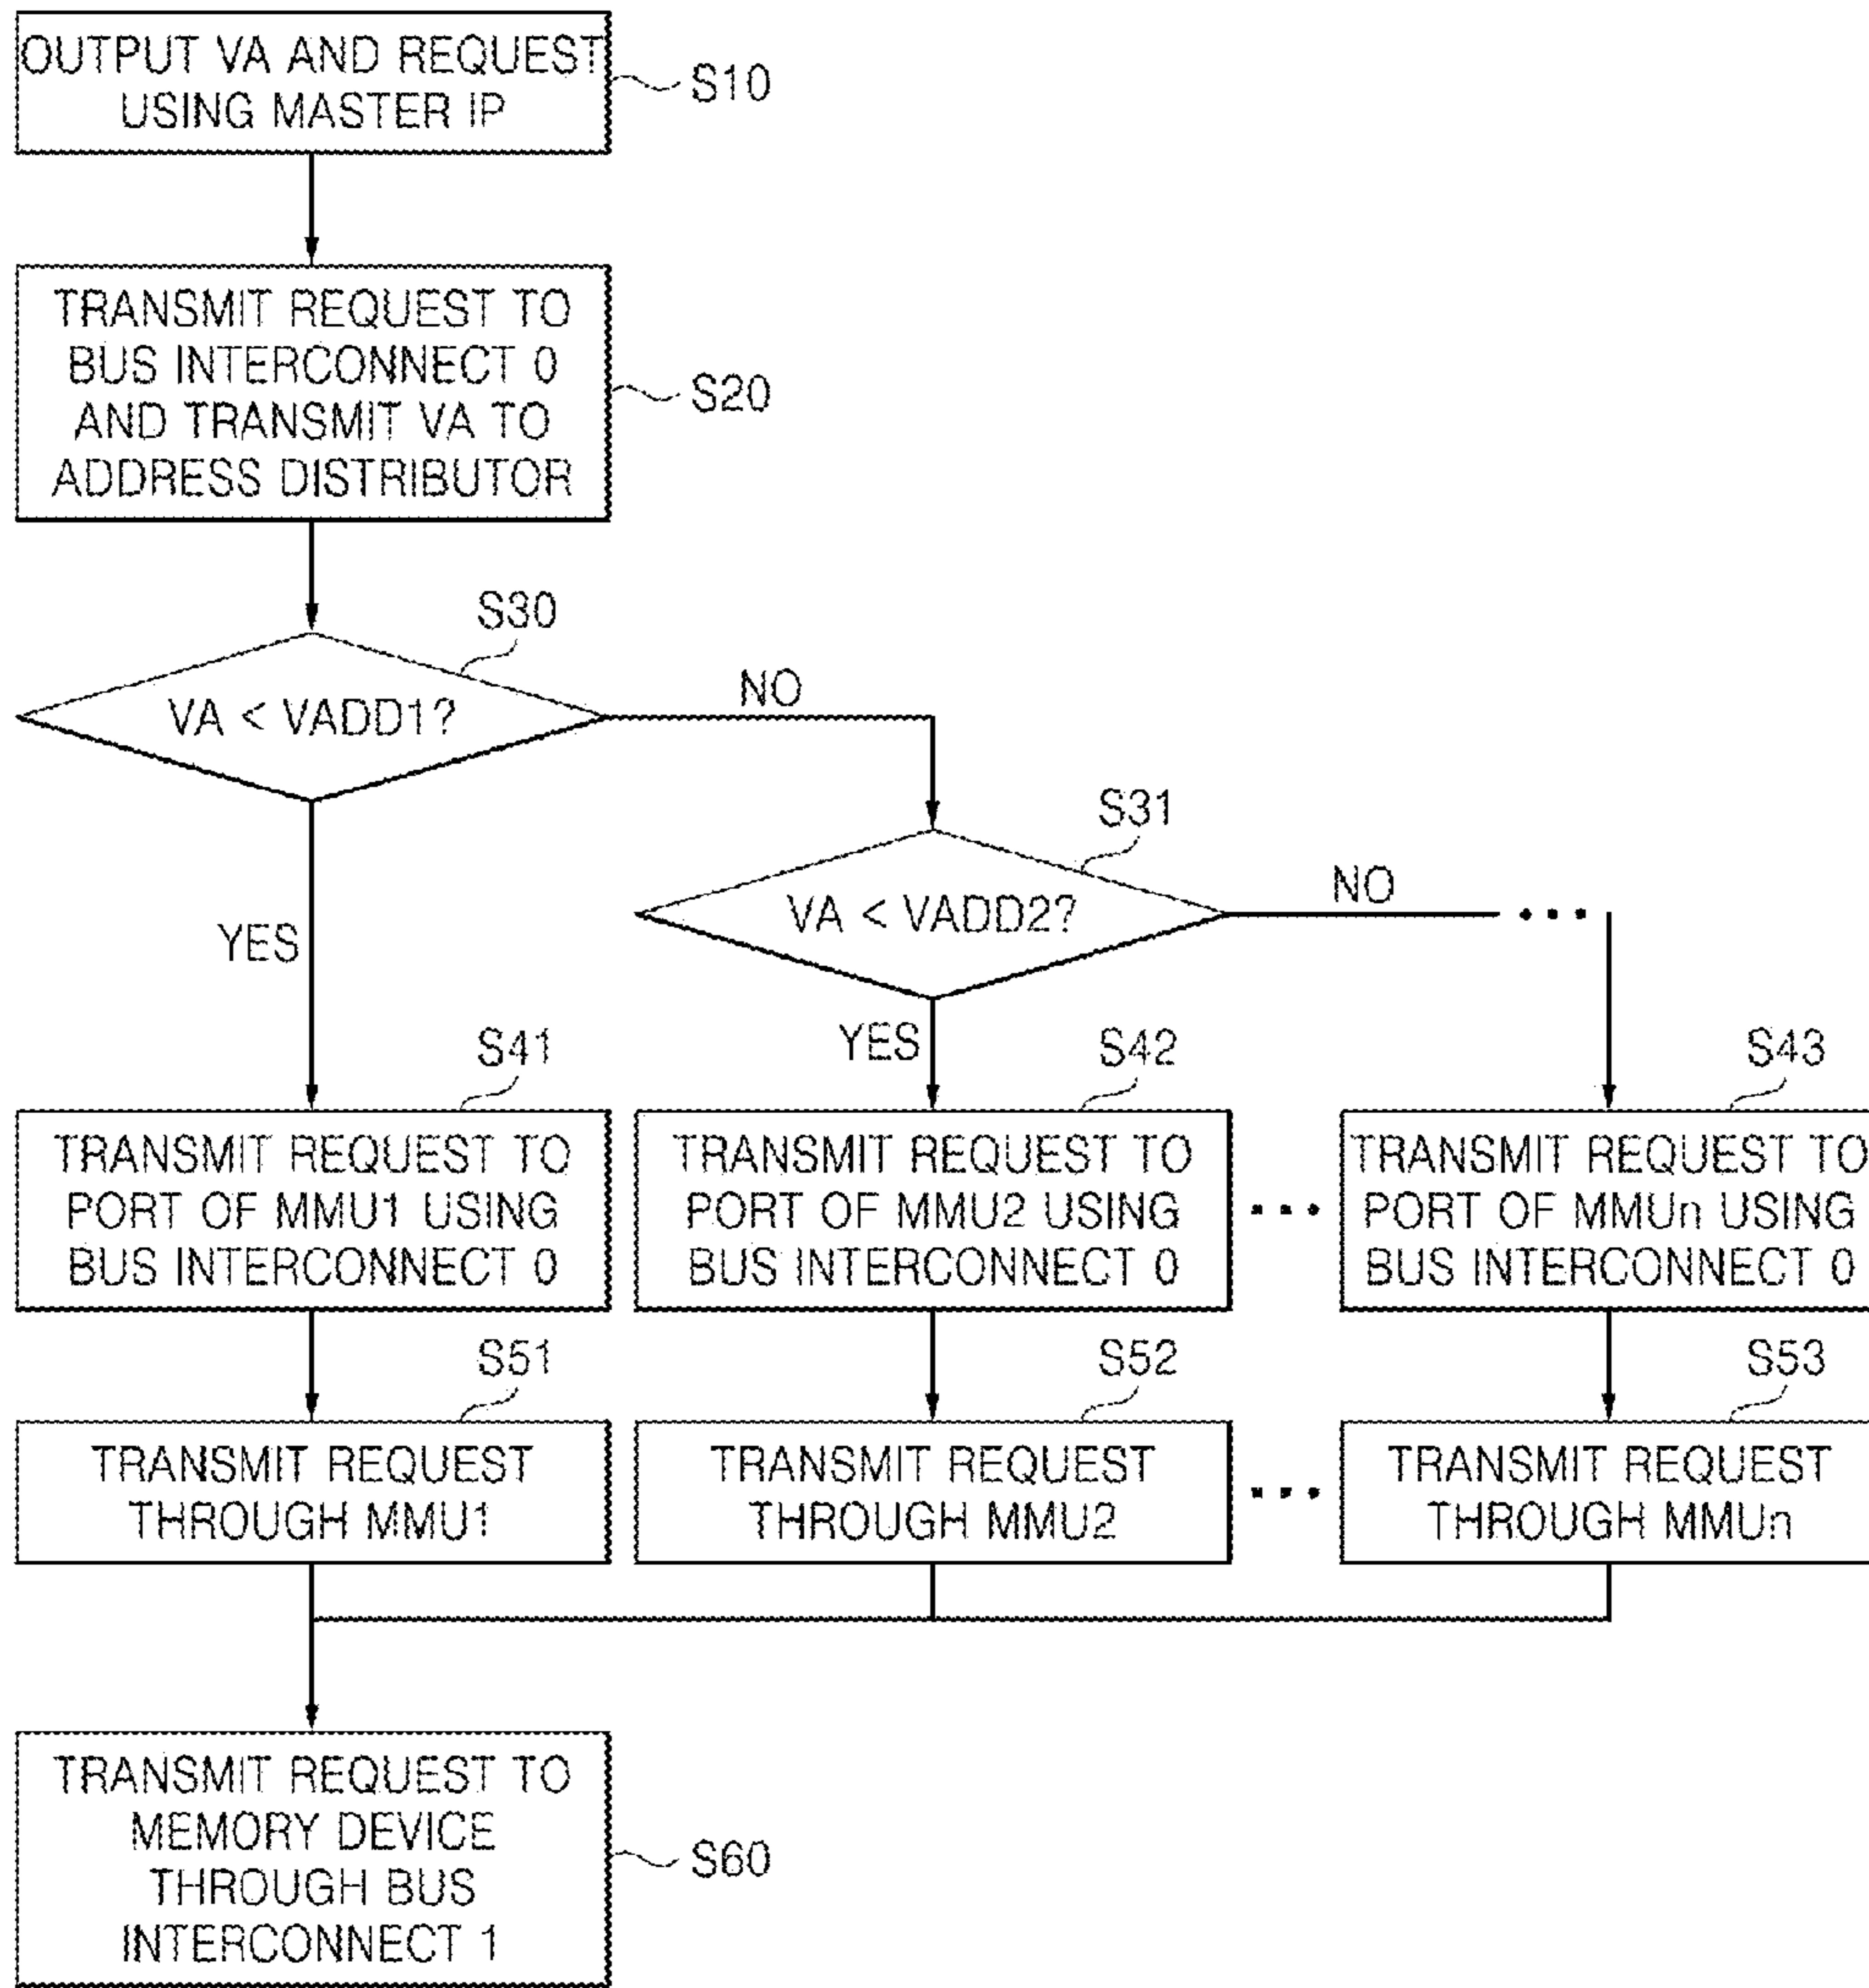 OUTPUT VA AND REQUEST
USING MASTER IP
S10
TRANSMIT REQUEST TO
BUS INTERCONNECT 0
AND TRANSMIT VA TO
ADDRESS DISTRIBUTOR
S20
S30
VA < VADD1?
NO
YES
S31
VA < VADD2?
NO
YES
S41
TRANSMIT REQUEST TO
PORT OF MMU1 USING
BUS INTERCONNECT 0
S42
TRANSMIT REQUEST TO
PORT OF MMU2 USING
BUS INTERCONNECT 0
S43
TRANSMIT REQUEST TO
PORT OF MMUn USING
BUS INTERCONNECT 0
S51
TRANSMIT REQUEST
THROUGH MMU1
S52
TRANSMIT REQUEST
THROUGH MMU2
S53
TRANSMIT REQUEST
THROUGH MMUn
TRANSMIT REQUEST TO
MEMORY DEVICE
THROUGH BUS
INTERCONNECT 1
S60